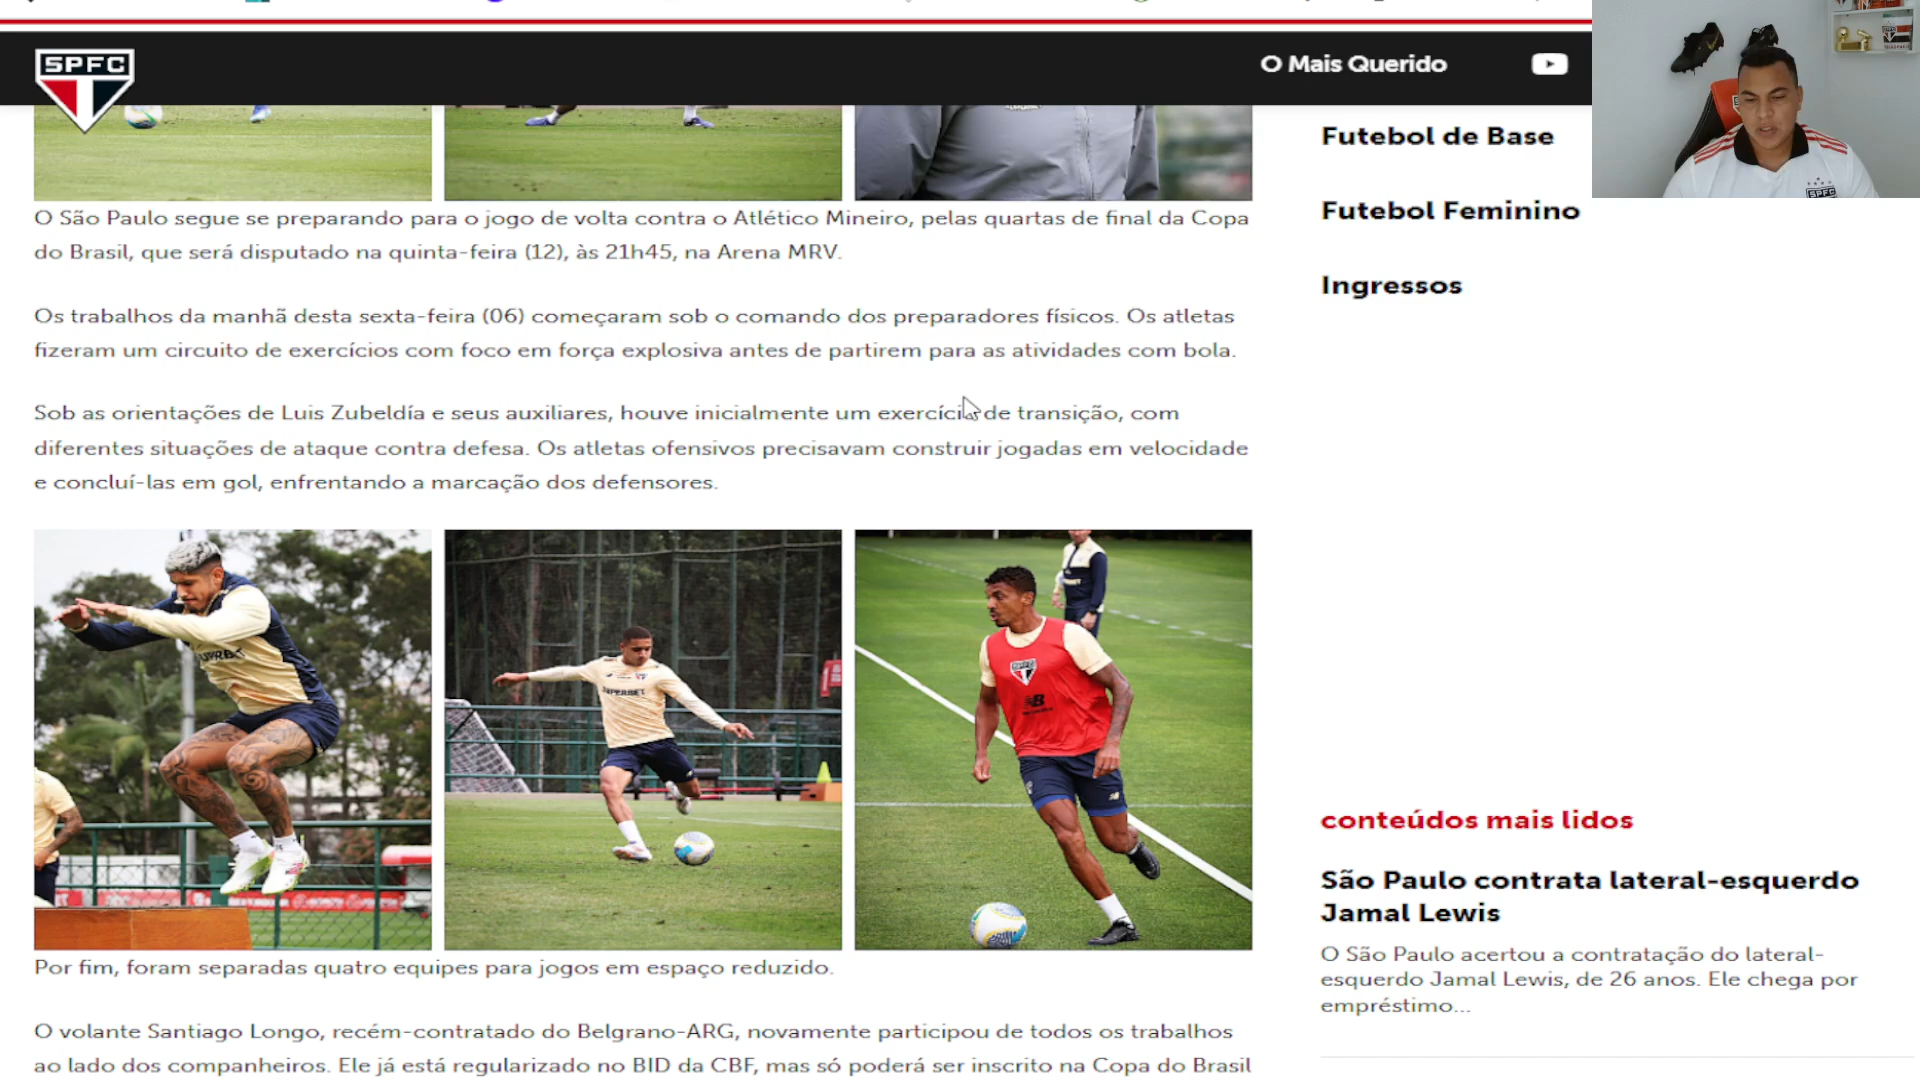 SPFC
O Mais Querido
Futebol de Base
Futebol Feminino
Ingressos
O São Paulo segue se preparando para o jogo de volta contra o Atlético Mineiro, pelas quartas de final da Copa
do Brasil, que será disputado na quinta-feira (12), às 21h45, na Arena MRV.
Os trabalhos da manhã desta sexta-feira (06) começaram sob o comando dos preparadores físicos. Os atletas
fizeram um circuito de exercícios com foco em força explosiva antes de partirem para as atividades com bola.
Sob as orientações de Luis Zubeldía e seus auxiliares, houve inicialmente um exercício de transição, com
diferentes situações de ataque contra defesa. Os atletas ofensivos precisavam construir jogadas em velocidade
e concluí-las em gol, enfrentando a marcação dos defensores.
SUPERBET
SPFC
Por fim, foram separadas quatro equipes para jogos em espaço reduzido.
O volante Santiago Longo, recém-contratado do Belgrano-ARG, novamente participou de todos os trabalhos
ao lado dos companheiros. Ele já está regularizado no BID da CBF, mas só poderá ser inscrito na Copa do Brasil
conteúdos mais lidos
São Paulo contrata lateral-esquerdo
Jamal Lewis
O São Paulo acertou a contratação do lateral-
esquerdo Jamal Lewis, de 26 anos. Ele chega por
empréstimo...
SPFC